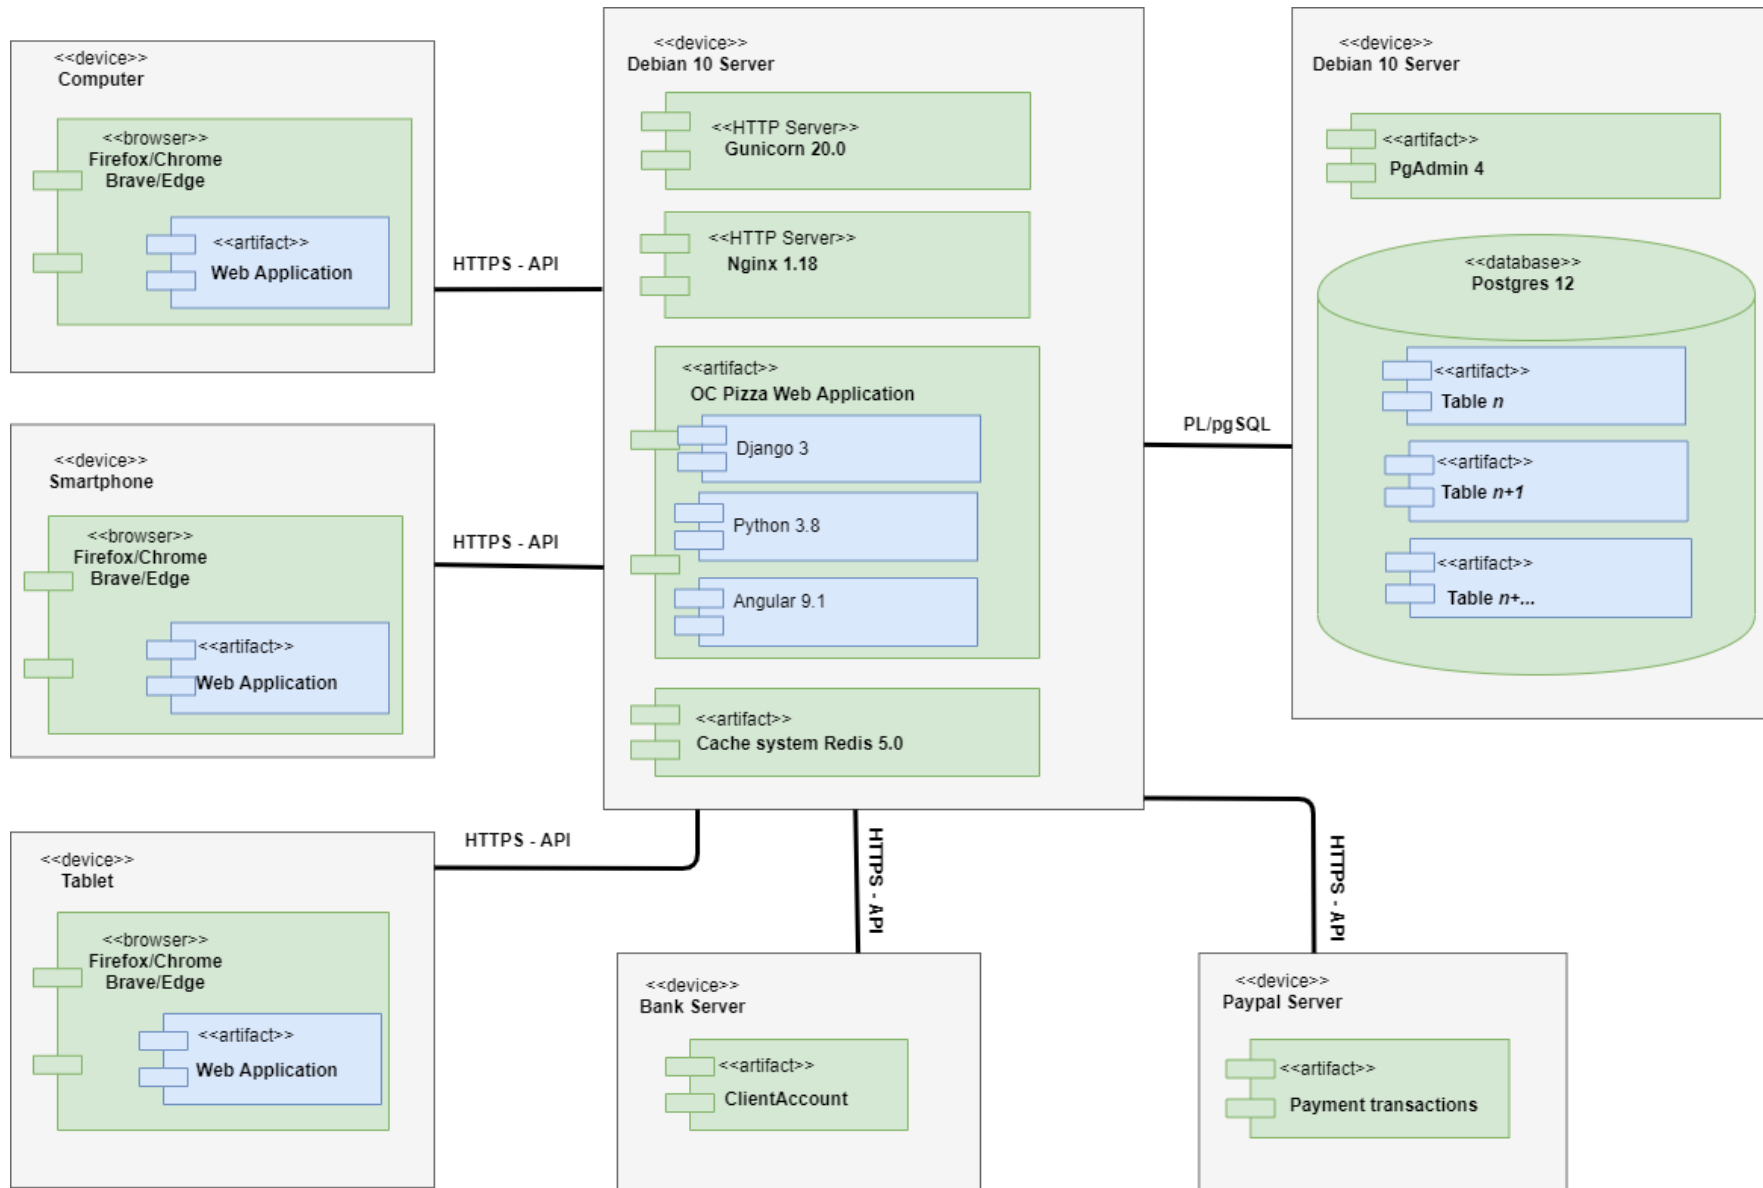 <<device>>
Computer
<<browser>>
Firefox/Chrome
Brave/Edge
<<artifact>>
Web Application
HTTPS - API
<<device>>
Smartphone
<<browser>>
Firefox/Chrome
Brave/Edge
<<artifact>>
Web Application
HTTPS - API
<<device>>
Tablet
<<browser>>
Firefox/Chrome
Brave/Edge
<<artifact>>
Web Application
HTTPS - API
<<device>>
Debian 10 Server
<<HTTP Server>>
Gunicorn 20.0
<<HTTP Server>>
Nginx 1.18
<<artifact>>
OC Pizza Web Application
Django 3
Python 3.8
Angular 9.1
<<artifact>>
Cache system Redis 5.0
PL/pgSQL
<<device>>
Debian 10 Server
<<artifact>>
PgAdmin 4
<<database>>
Postgres 12
<<artifact>>
Table n
<<artifact>>
Table n+1
<<artifact>>
Table n+...
HTTPS - API
<<device>>
Bank Server
<<artifact>>
ClientAccount
HTTPS - API
<<device>>
Paypal Server
<<artifact>>
Payment transactions